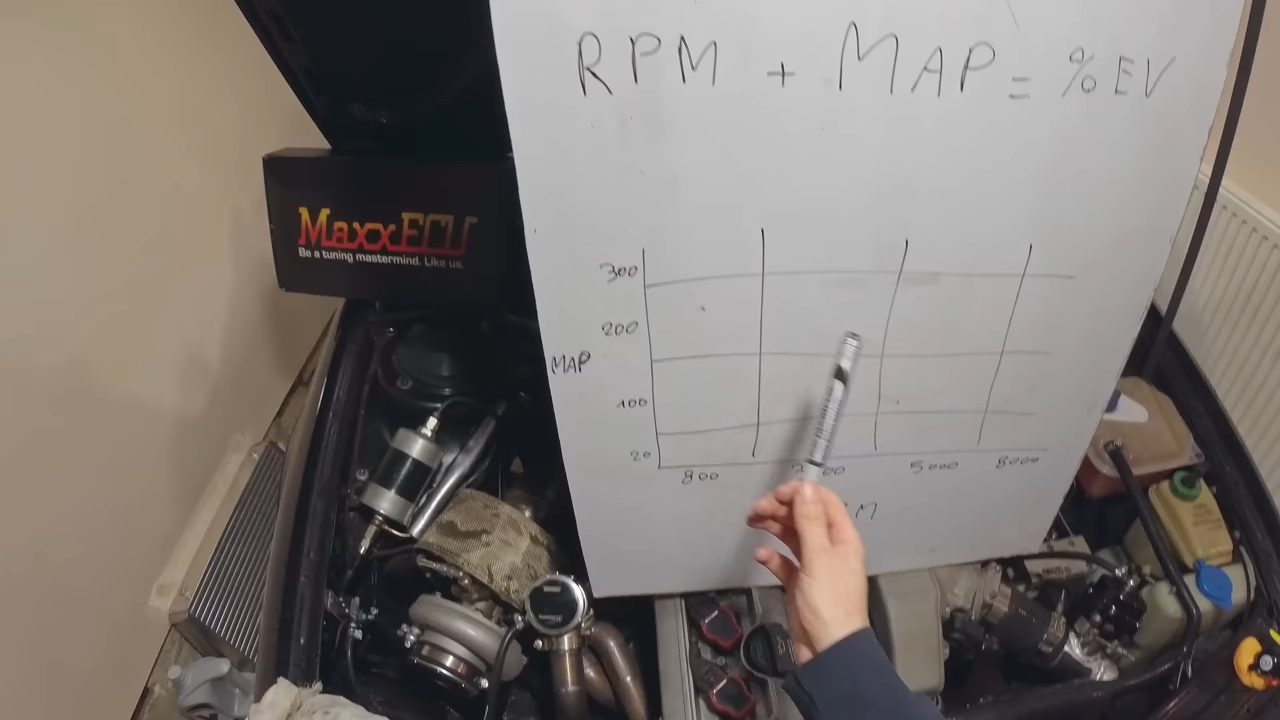 RPM + MAP = % EV
MaxxECU
Be a tuning mastermind. Like us.
300
200
MAP
100
20
800 5000 8000